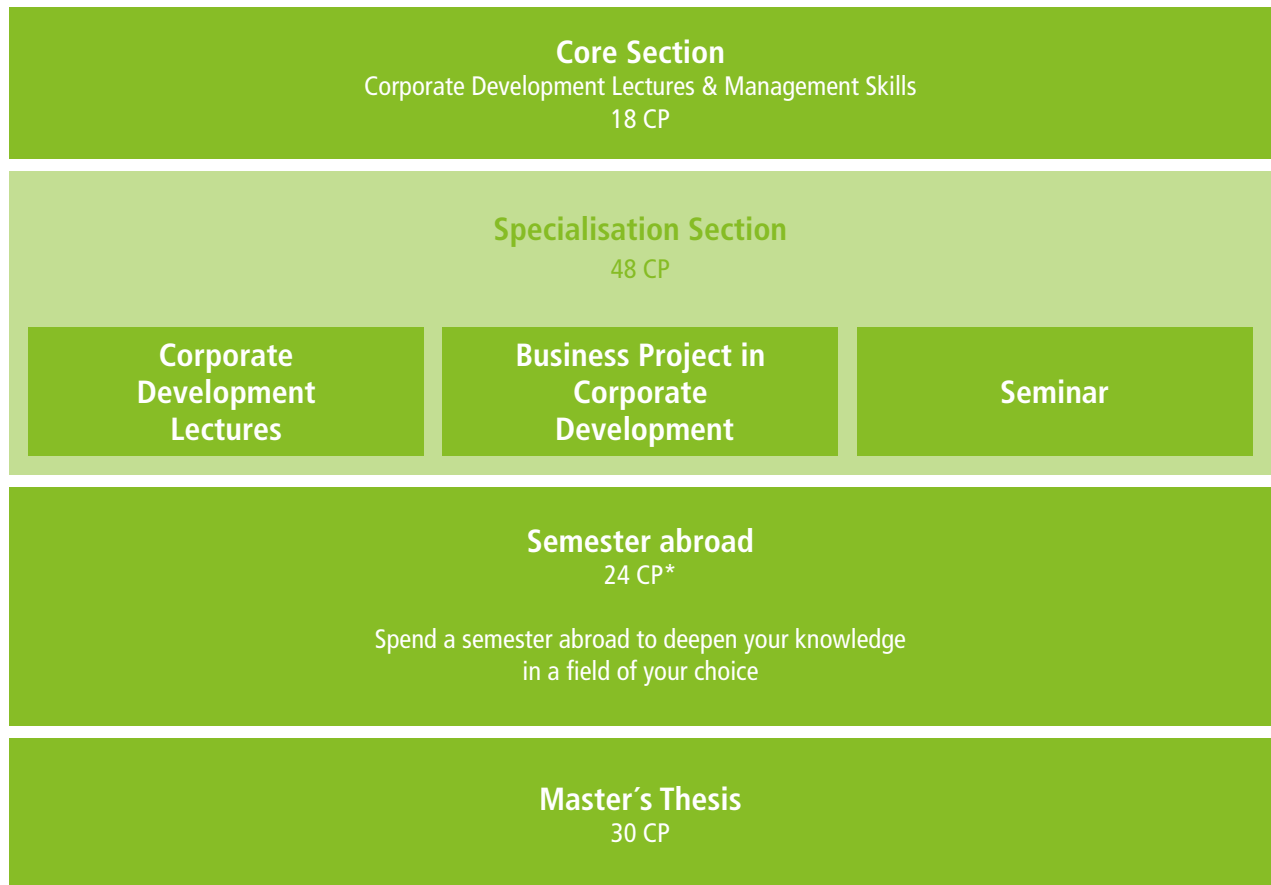 Core Section
Corporate Development Lectures & Management Skills
18 CP
Specialisation Section
48 CP
Corporate
Development
Lectures
Business Project in
Corporate
Development
Seminar
Semester abroad
24 CP*
Spend a semester abroad to deepen your knowledge
in a field of your choice
Master´s Thesis
30 CP